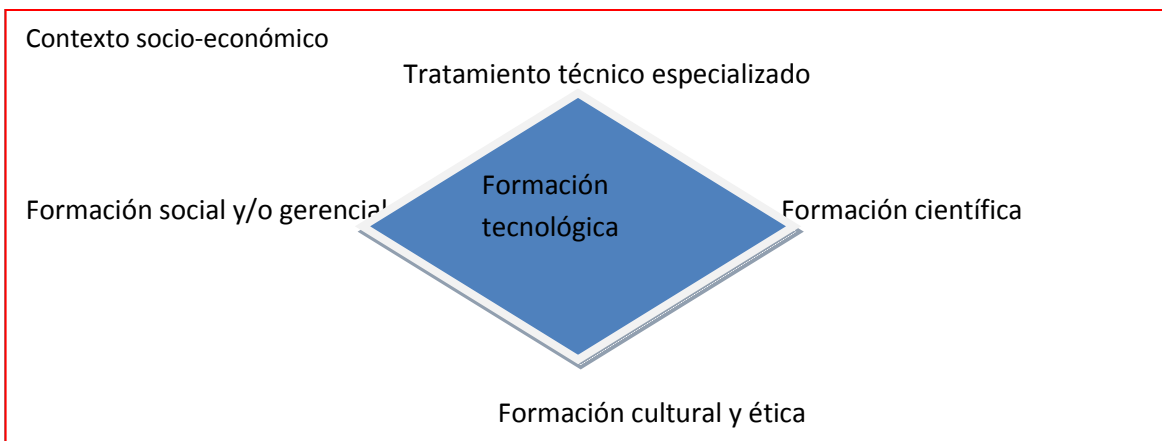 Contexto socio-económico
Tratamiento técnico especializado
Formación
tecnológica
Formación social y/o gerencial
Formación científica
Formación cultural y ética